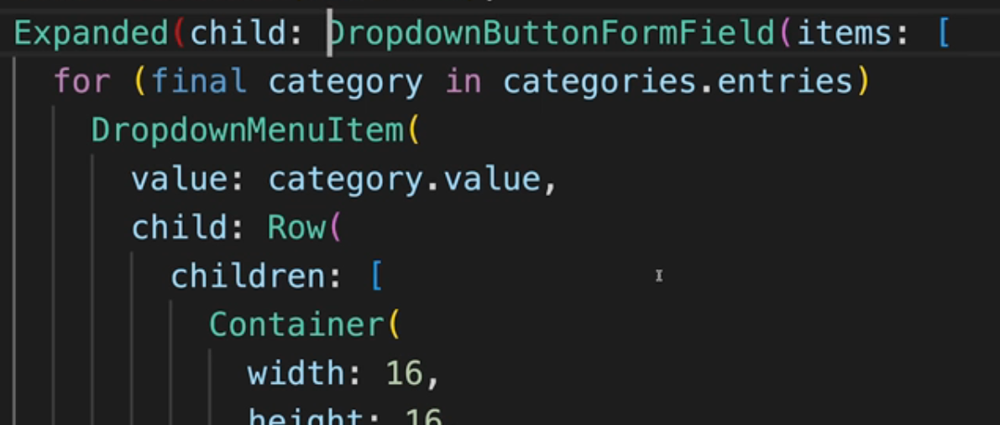 Expanded(child: DropdownButtonFormField(items: [
for (final category in categories.entries)
DropdownMenuItem(
value: category.value,
child: Row(
children: [
Container(
width: 16,
height: 16